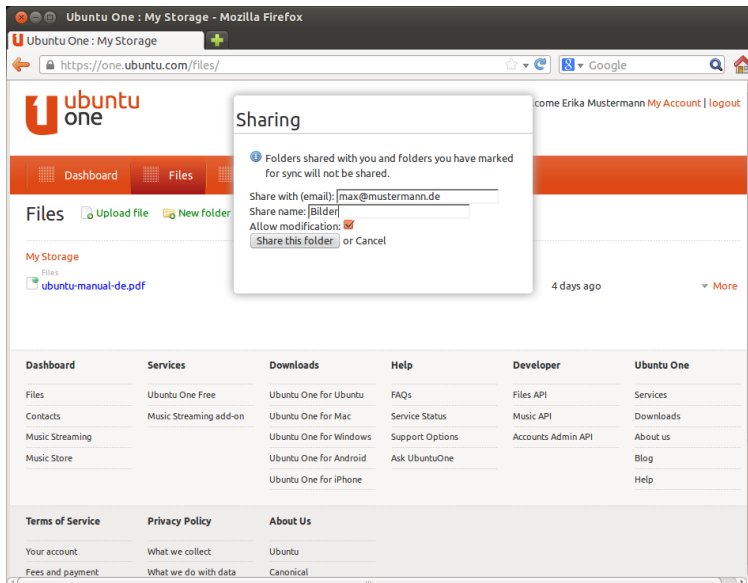 Ubuntu One : My Storage - Mozilla Firefox
Ubuntu One : My Storage
https://one.ubuntu.com/files/
Google
ubuntu
one
come Erika Mustermann My Account | logout
Dashboard
Files
Sharing
Folders shared with you and folders you have marked
for sync will not be shared.
Share with (email): max@mustermann.de
Share name: Bilder
Allow modification:
Share this folder or Cancel
Files Upload file New folder
My Storage
Files
ubuntu-manual-de.pdf 4 days ago More
Dashboard Services Downloads Help Developer Ubuntu One
Files Ubuntu One Free Ubuntu One for Ubuntu FAQs Files API Services
Contacts Music Streaming add-on Ubuntu One for Mac Service Status Music API Downloads
Music Streaming Ubuntu One for Windows Support Options Accounts Admin API About us
Music Store Ubuntu One for Android Ask UbuntuOne Blog
Ubuntu One for iPhone Help
Terms of Service Privacy Policy About Us
Your account What we collect Ubuntu
Fees and payment What we do with data Canonical